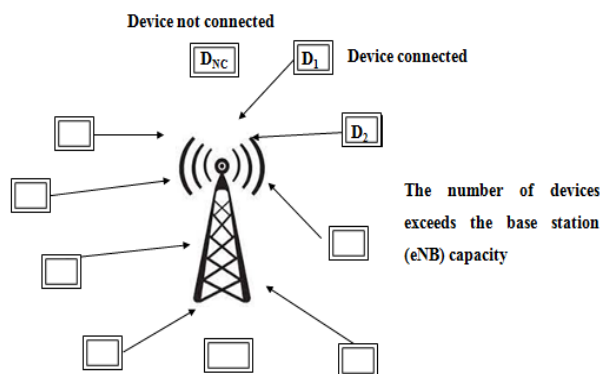 Device not connected
D_NC
D_1
Device connected
D_2
The number of devices
exceeds the base station
(eNB) capacity